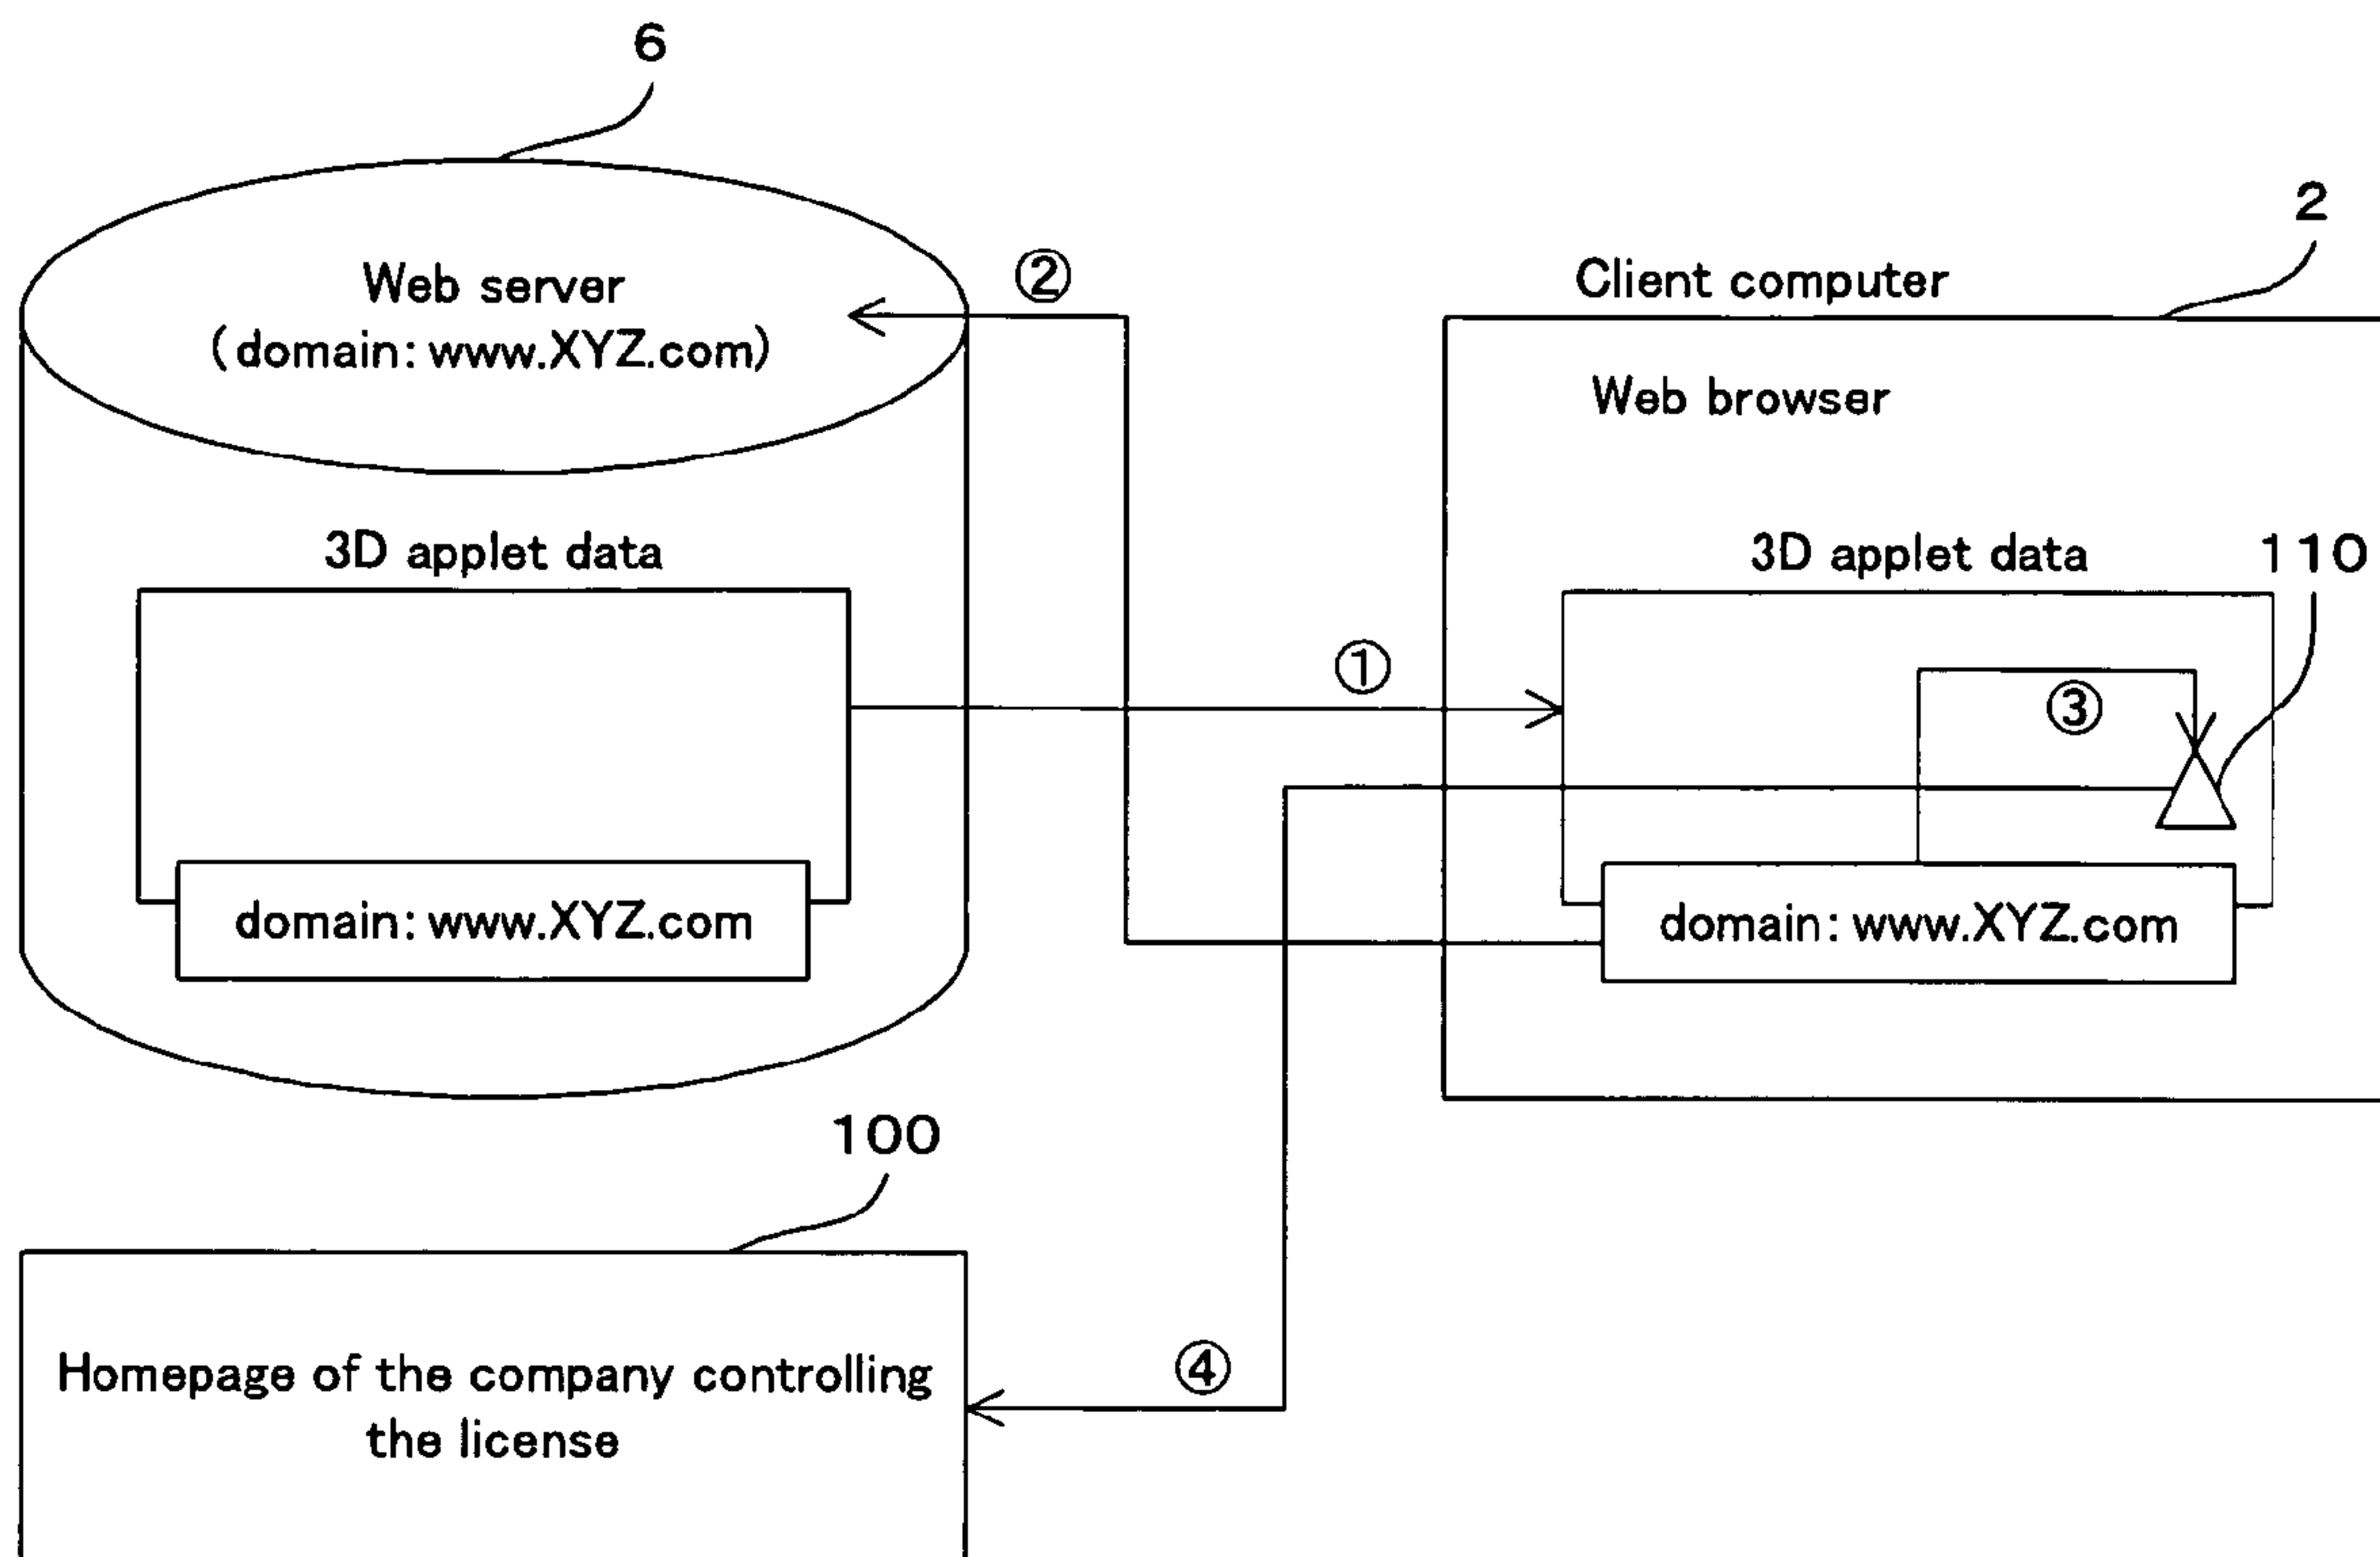 6
2
Web server
(domain: www.XYZ.com)
②
Client computer
Web browser
3D applet data
3D applet data
110
①
③
domain: www.XYZ.com
domain: www.XYZ.com
100
Homepage of the company controlling
the license
④